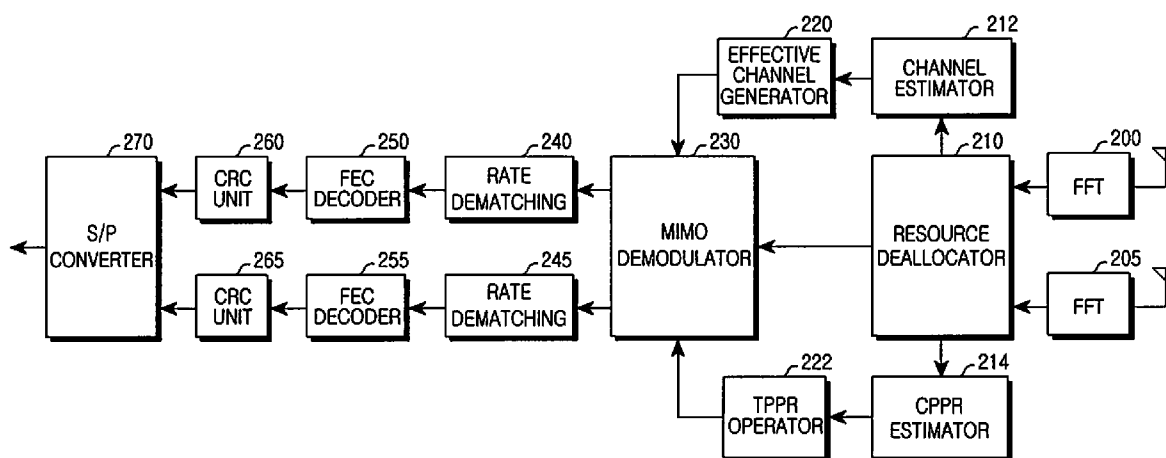 220
EFFECTIVE
CHANNEL
GENERATOR
212
CHANNEL
ESTIMATOR
270
S/P
CONVERTER
260
CRC
UNIT
250
FEC
DECODER
240
RATE
DEMATCHING
230
MIMO
DEMODULATOR
210
RESOURCE
DEALLOCATOR
200
FFT
265
CRC
UNIT
255
FEC
DECODER
245
RATE
DEMATCHING
205
FFT
222
TPPR
OPERATOR
214
CPPR
ESTIMATOR